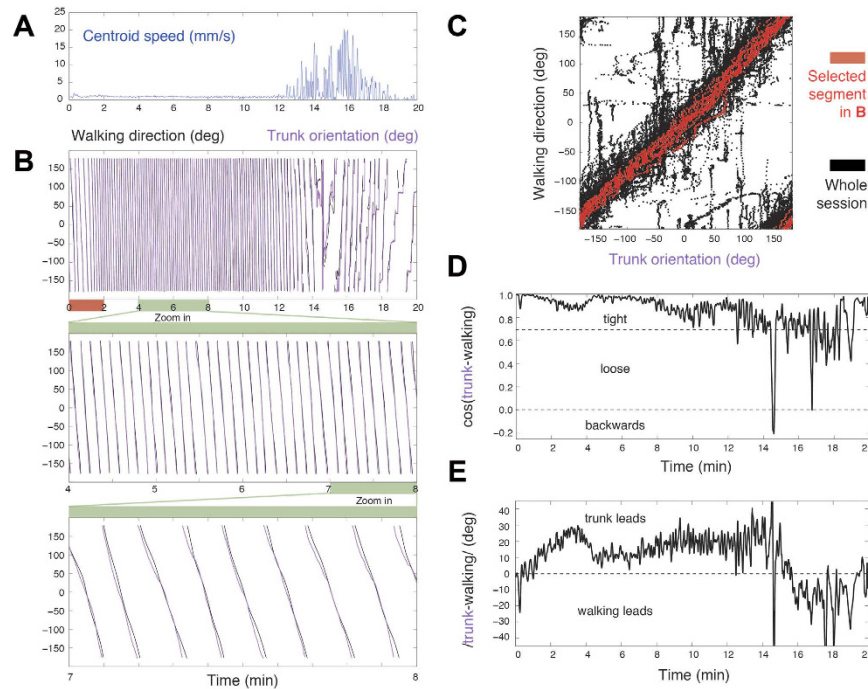 A
Centroid speed (mm/s)
25
20
15
10
5
0
0 2 4 6 8 10 12 14 16 18 20
Walking direction (deg) Trunk orientation (deg)
B
150
100
50
0
-50
-100
-150
0 2 4 6 8 10 12 14 16 18 20
Zoom in
150
100
50
0
-50
-100
-150
4 5 6 7 8
Zoom in
150
100
50
0
-50
-100
-150
7 8
Time (min)
C
Walking direction (deg)
150
100
50
0
-50
-100
-150
-150 -100 -50 0 50 100 150
Trunk orientation (deg)
Selected
segment
in B
Whole
session
D
cos(trunk-walking)
1.0
0.8
0.6
0.4
0.2
0.0
-0.2
tight
loose
backwards
0 2 4 6 8 10 12 14 16 18 20
Time (min)
E
/trunk-walking/ (deg)
40
30
20
10
0
-10
-20
-30
-40
trunk leads
walking leads
0 2 4 6 8 10 12 14 16 18 20
Time (min)